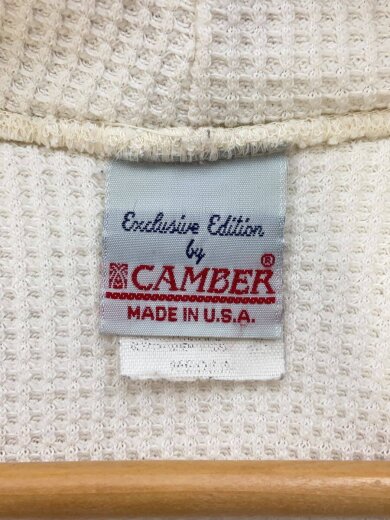 Exclusive Edition
by
CAMBER®
MADE IN U.S.A.